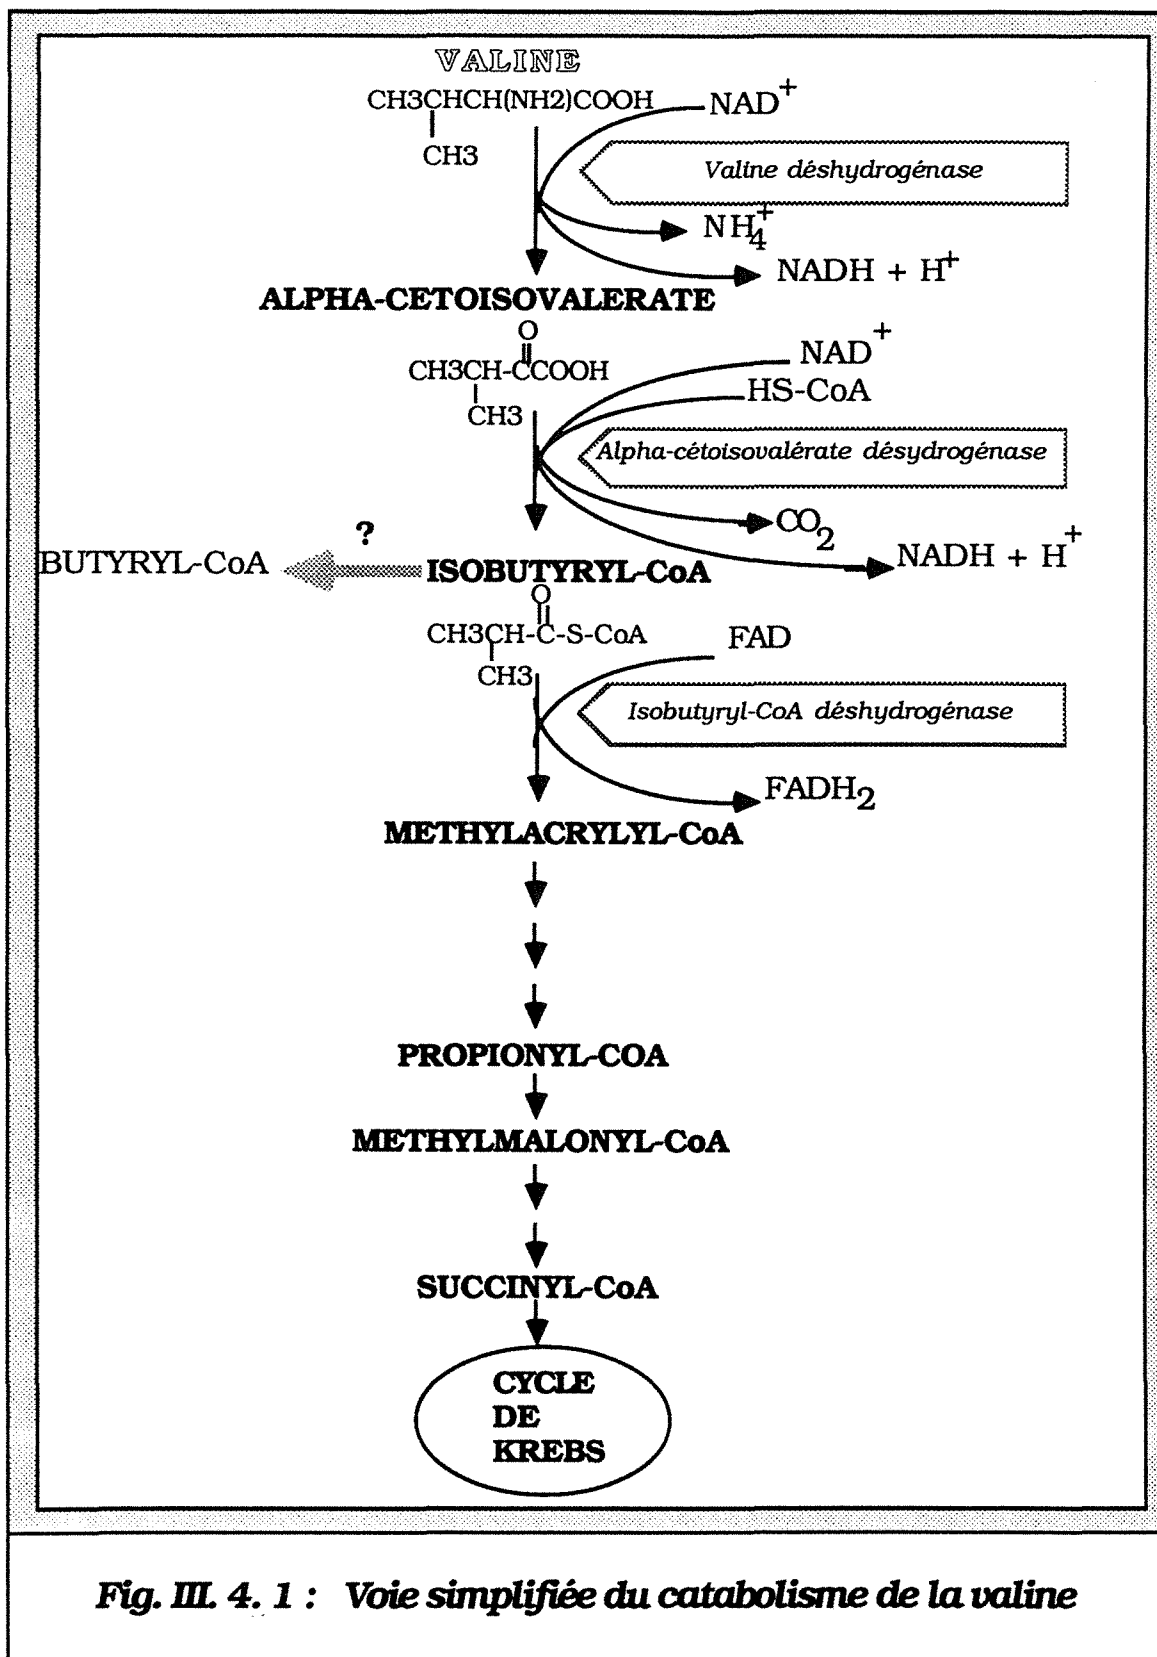 VALINE
CH3CHCH(NH2)COOH
CH3
NAD+
Valine déshydrogénase
NH4+
NADH + H+
ALPHA-CETOISOVALERATE
O
CH3CH-CCOOH
CH3
NAD+
HS-CoA
Alpha-cétoisovalérate désydrogénase
CO2
NADH + H+
?
BUTYRYL-CoA
ISOBUTYRYL-CoA
O
CH3CH-C-S-CoA
CH3
FAD
Isobutyryl-CoA déshydrogénase
FADH2
METHYLACRYLYL-CoA
PROPIONYL-COA
METHYLMALONYL-CoA
SUCCINYL-CoA
CYCLE
DE
KREBS
Fig. III. 4. 1 : Voie simplifiée du catabolisme de la valine